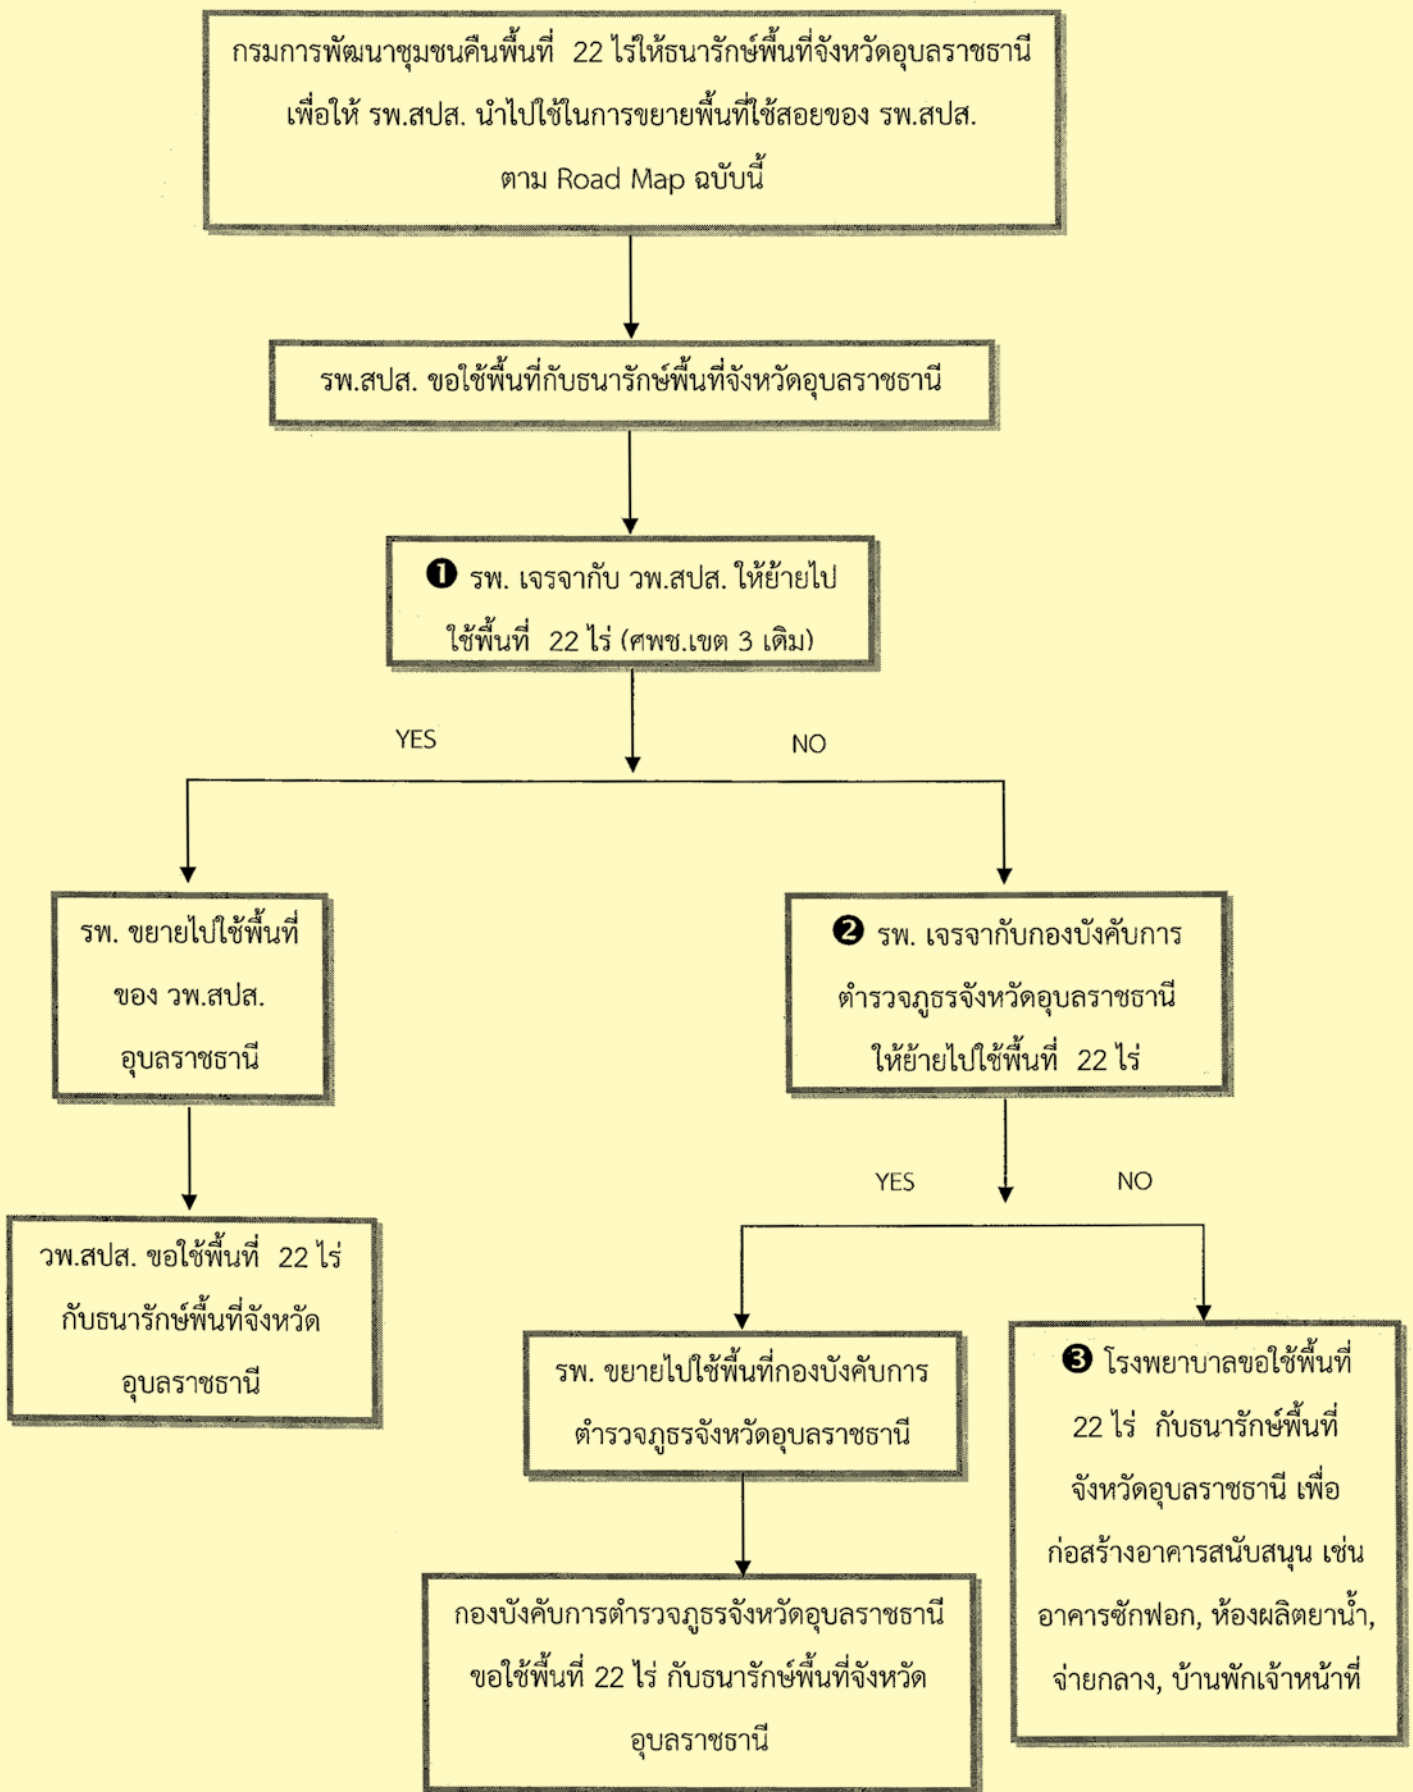 กรมการพัฒนาชุมชนคืนพื้นที่ 22 ไร่ให้ธนารักษ์พื้นที่จังหวัดอุบลราชธานี
เพื่อให้ รพ.สปส. นำไปใช้ในการขยายพื้นที่ใช้สอยของ รพ.สปส.
ตาม Road Map ฉบับนี้
รพ.สปส. ขอใช้พื้นที่กับธนารักษ์พื้นที่จังหวัดอุบลราชธานี
❶ รพ. เจรจากับ วพ.สปส. ให้ย้ายไป
ใช้พื้นที่ 22 ไร่ (ศพช.เขต 3 เดิม)
YES
NO
รพ. ขยายไปใช้พื้นที่
ของ วพ.สปส.
อุบลราชธานี
❷ รพ. เจรจากับกองบังคับการ
ตำรวจภูธรจังหวัดอุบลราชธานี
ให้ย้ายไปใช้พื้นที่ 22 ไร่
YES
NO
วพ.สปส. ขอใช้พื้นที่ 22 ไร่
กับธนารักษ์พื้นที่จังหวัด
อุบลราชธานี
รพ. ขยายไปใช้พื้นที่กองบังคับการ
ตำรวจภูธรจังหวัดอุบลราชธานี
❸ โรงพยาบาลขอใช้พื้นที่
22 ไร่ กับธนารักษ์พื้นที่
จังหวัดอุบลราชธานี เพื่อ
ก่อสร้างอาคารสนับสนุน เช่น
อาคารซักฟอก, ห้องผลิตยาน้ำ,
จ่ายกลาง, บ้านพักเจ้าหน้าที่
กองบังคับการตำรวจภูธรจังหวัดอุบลราชธานี
ขอใช้พื้นที่ 22 ไร่ กับธนารักษ์พื้นที่จังหวัด
อุบลราชธานี